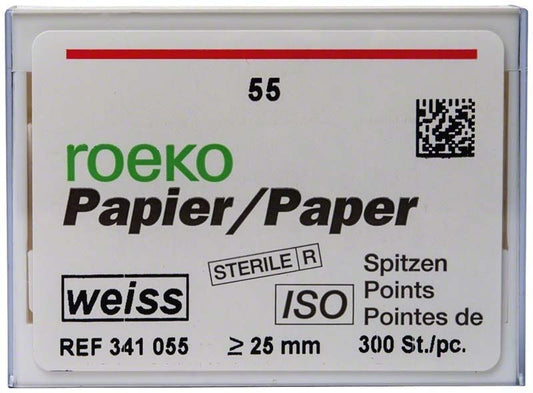 55
roeko
Papier/Paper
STERILE R
weiss
ISO
Spitzen
Points
Pointes de
REF 341 055
≥ 25 mm
300 St./pc.